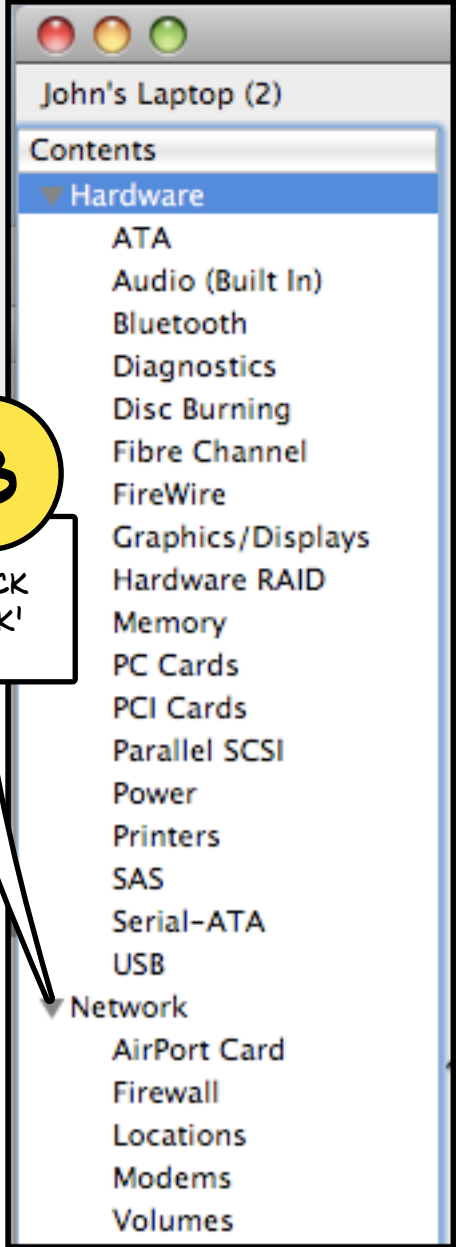 John's Laptop (2)
Contents
Hardware
ATA
Audio (Built In)
Bluetooth
Diagnostics
Disc Burning
Fibre Channel
FireWire
Graphics/Displays
Hardware RAID
Memory
PC Cards
PCI Cards
Parallel SCSI
Power
Printers
SAS
Serial-ATA
USB
Network
AirPort Card
Firewall
Locations
Modems
Volumes
3